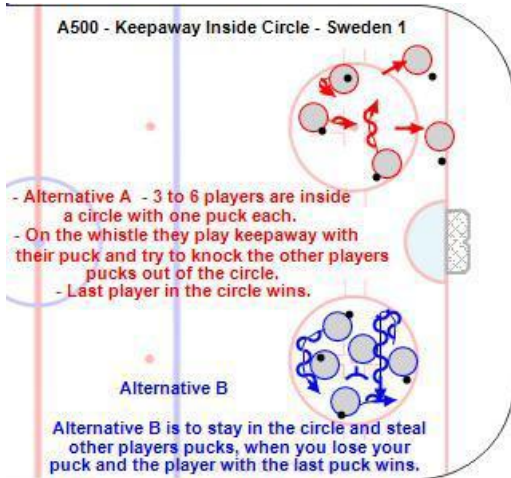 A500 - Keepaway Inside Circle - Sweden 1
- Alternative A - 3 to 6 players are inside
a circle with one puck each.
- On the whistle they play keepaway with
their puck and try to knock the other players
pucks out of the circle.
- Last player in the circle wins.
Alternative B
Alternative B is to stay in the circle and steal
other players pucks, when you lose your
puck and the player with the last puck wins.